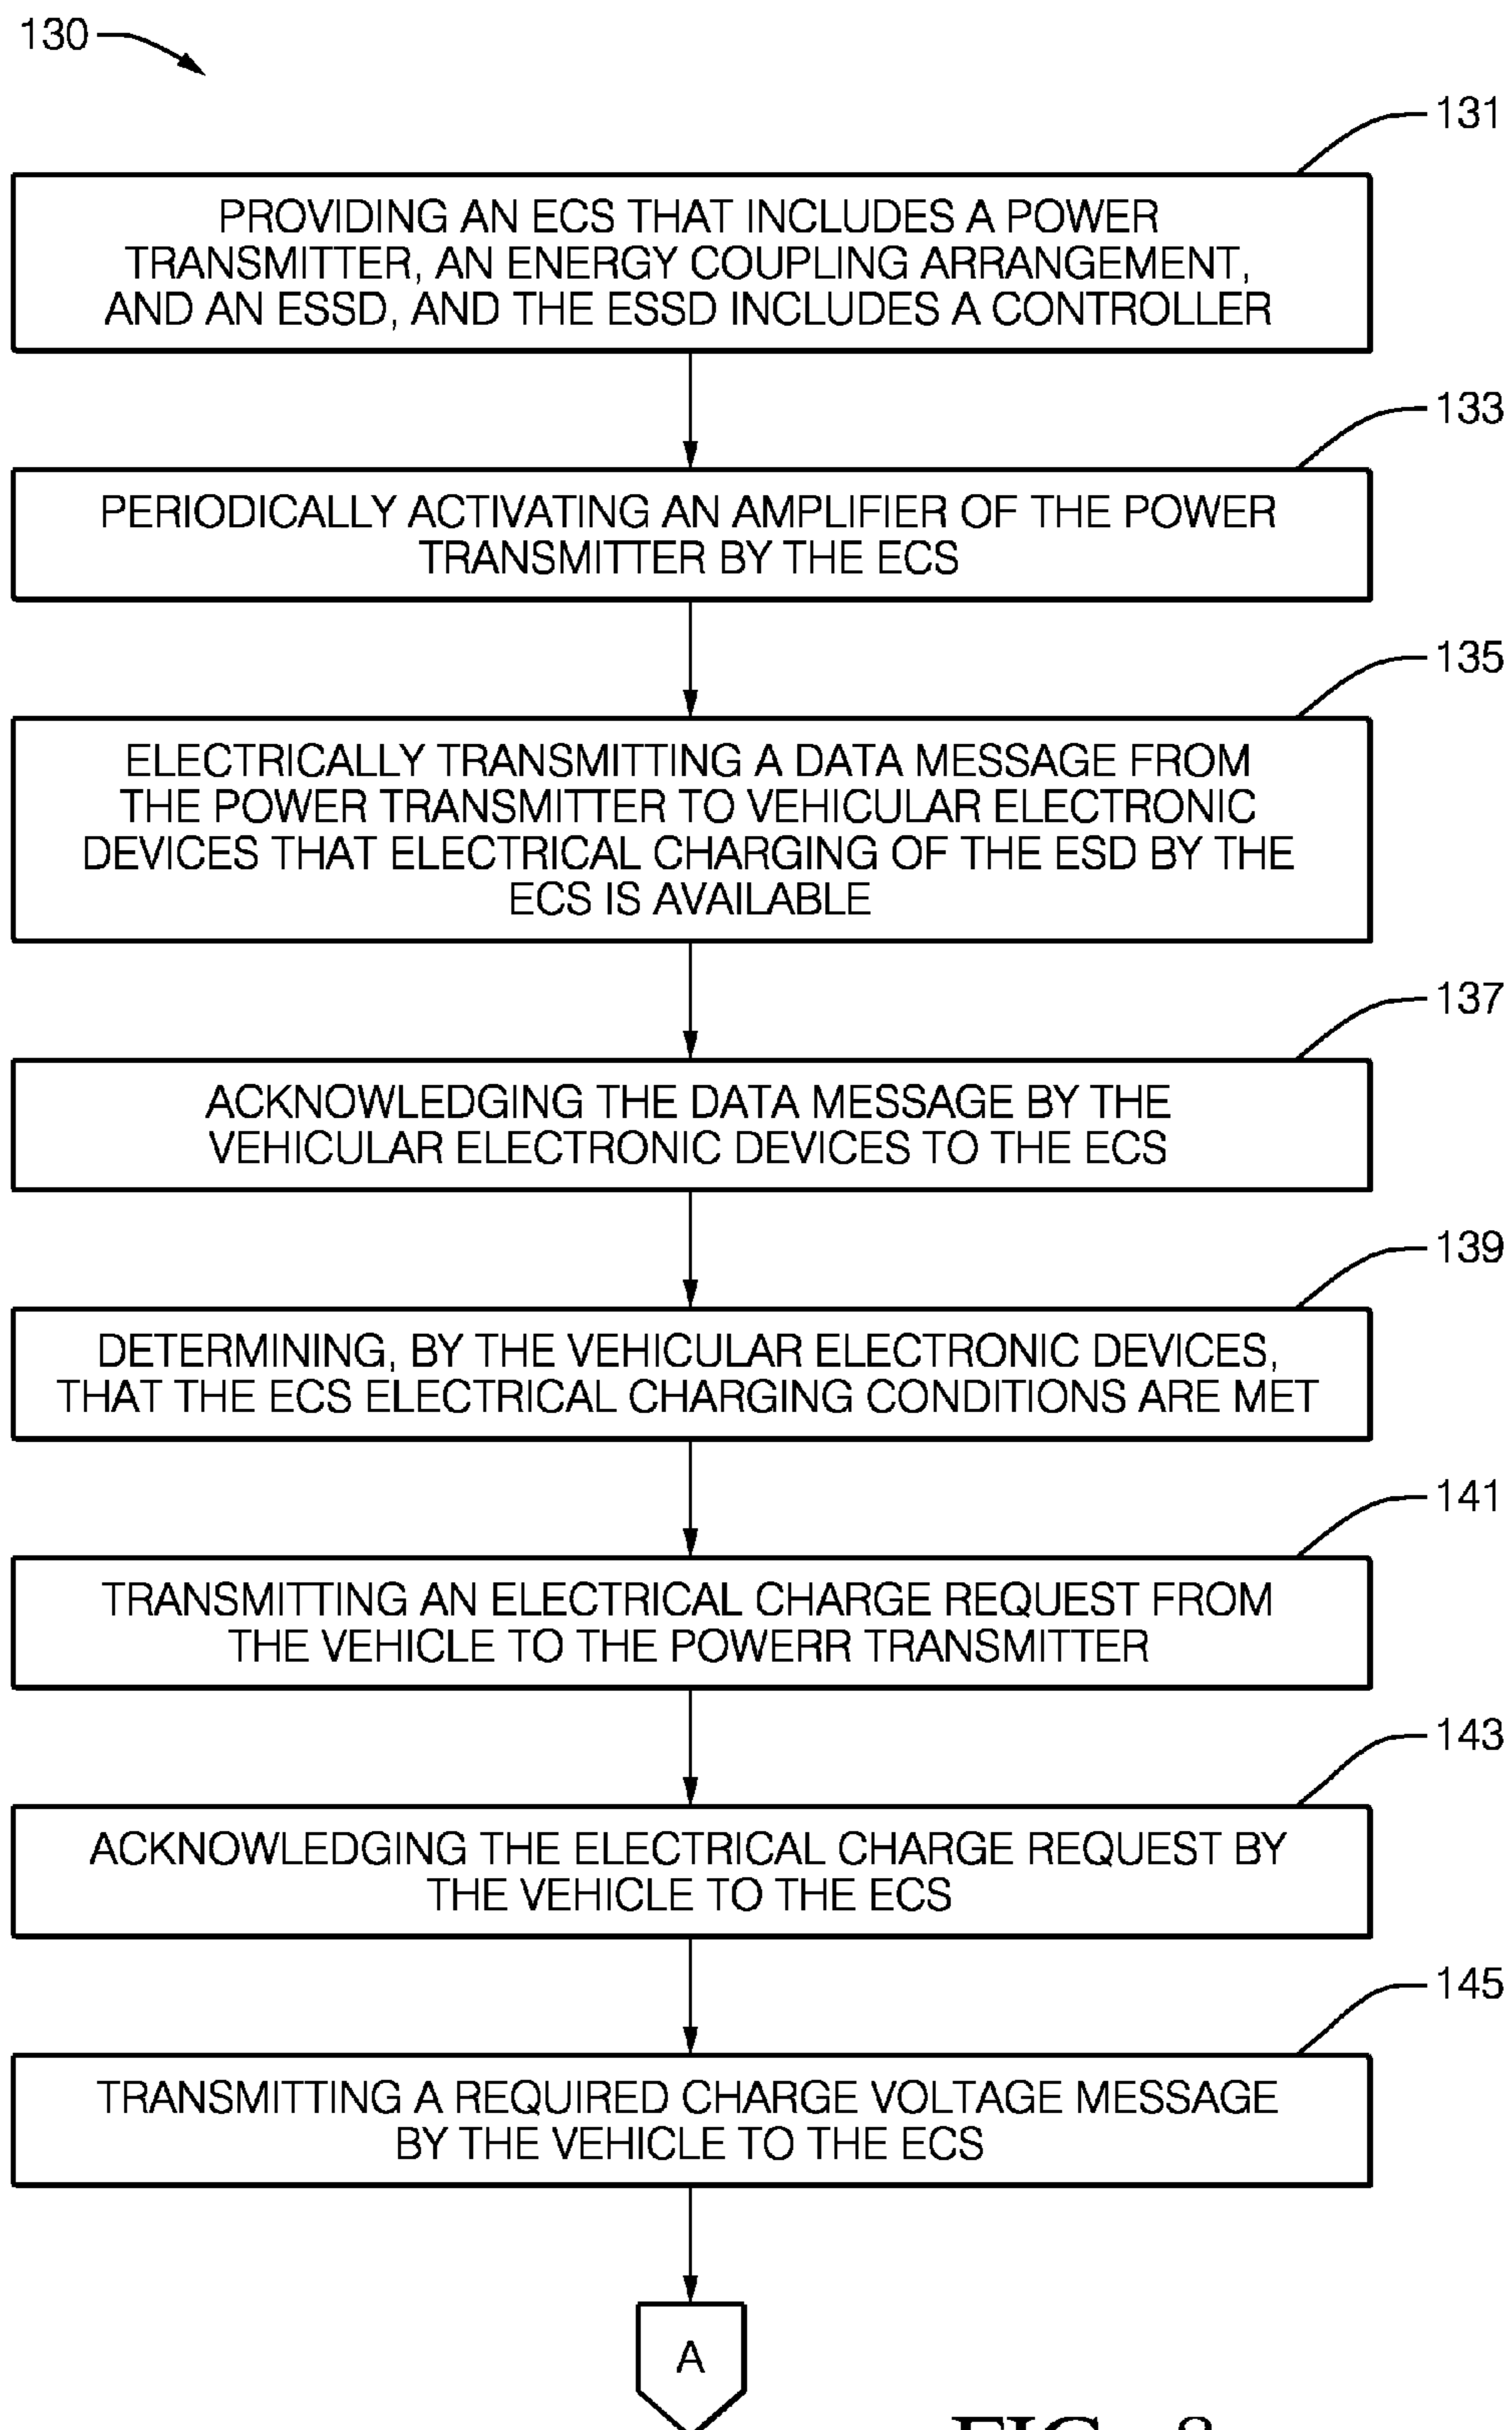 130
131
PROVIDING AN ECS THAT INCLUDES A POWER
TRANSMITTER, AN ENERGY COUPLING ARRANGEMENT,
AND AN ESSD, AND THE ESSD INCLUDES A CONTROLLER
133
PERIODICALLY ACTIVATING AN AMPLIFIER OF THE POWER
TRANSMITTER BY THE ECS
135
ELECTRICALLY TRANSMITTING A DATA MESSAGE FROM
THE POWER TRANSMITTER TO VEHICULAR ELECTRONIC
DEVICES THAT ELECTRICAL CHARGING OF THE ESD BY THE
ECS IS AVAILABLE
137
ACKNOWLEDGING THE DATA MESSAGE BY THE
VEHICULAR ELECTRONIC DEVICES TO THE ECS
139
DETERMINING, BY THE VEHICULAR ELECTRONIC DEVICES,
THAT THE ECS ELECTRICAL CHARGING CONDITIONS ARE MET
141
TRANSMITTING AN ELECTRICAL CHARGE REQUEST FROM
THE VEHICLE TO THE POWERR TRANSMITTER
143
ACKNOWLEDGING THE ELECTRICAL CHARGE REQUEST BY
THE VEHICLE TO THE ECS
145
TRANSMITTING A REQUIRED CHARGE VOLTAGE MESSAGE
BY THE VEHICLE TO THE ECS
A